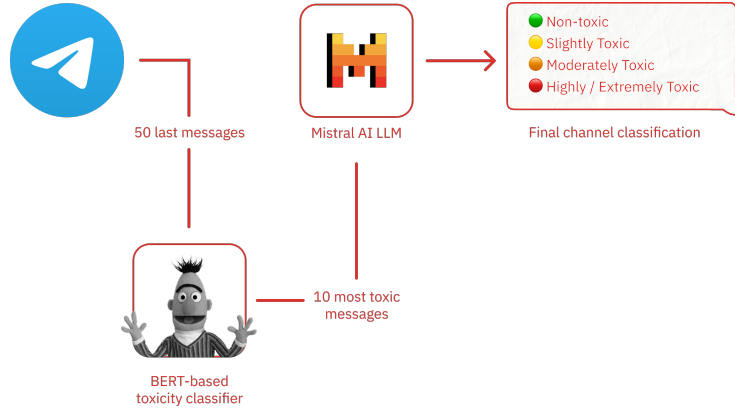 Non-toxic
Slightly Toxic
Moderately Toxic
Highly / Extremely Toxic
50 last messages
Mistral AI LLM
Final channel classification
10 most toxic
messages
BERT-based
toxicity classifier